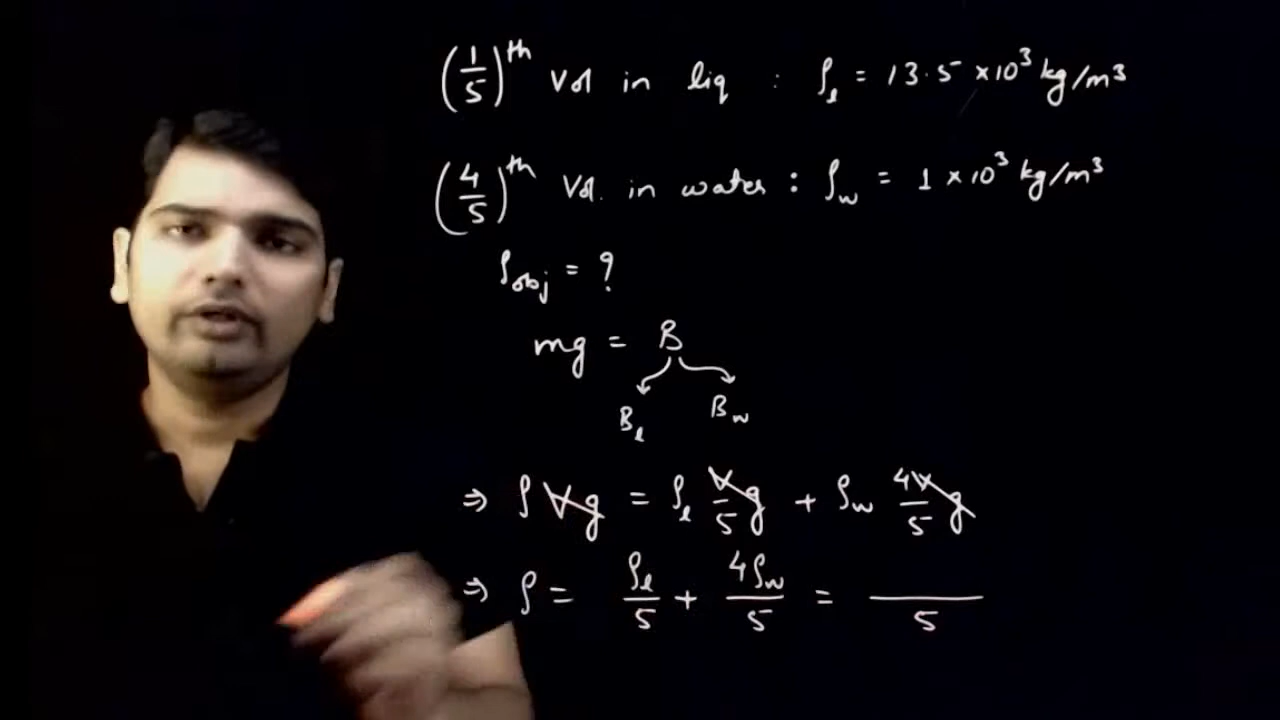 (1/5)th Vol in liq : ρl = 13.5 × 10³ kg/m³
(4/5)th Vol. in water : ρw = 1 × 10³ kg/m³
ρobj = ?
mg = B
Bl Bw
⇒ ρVg = ρl V/5 g + ρw 4V/5 g
⇒ ρ = ρl/5 + 4ρw/5 = /5